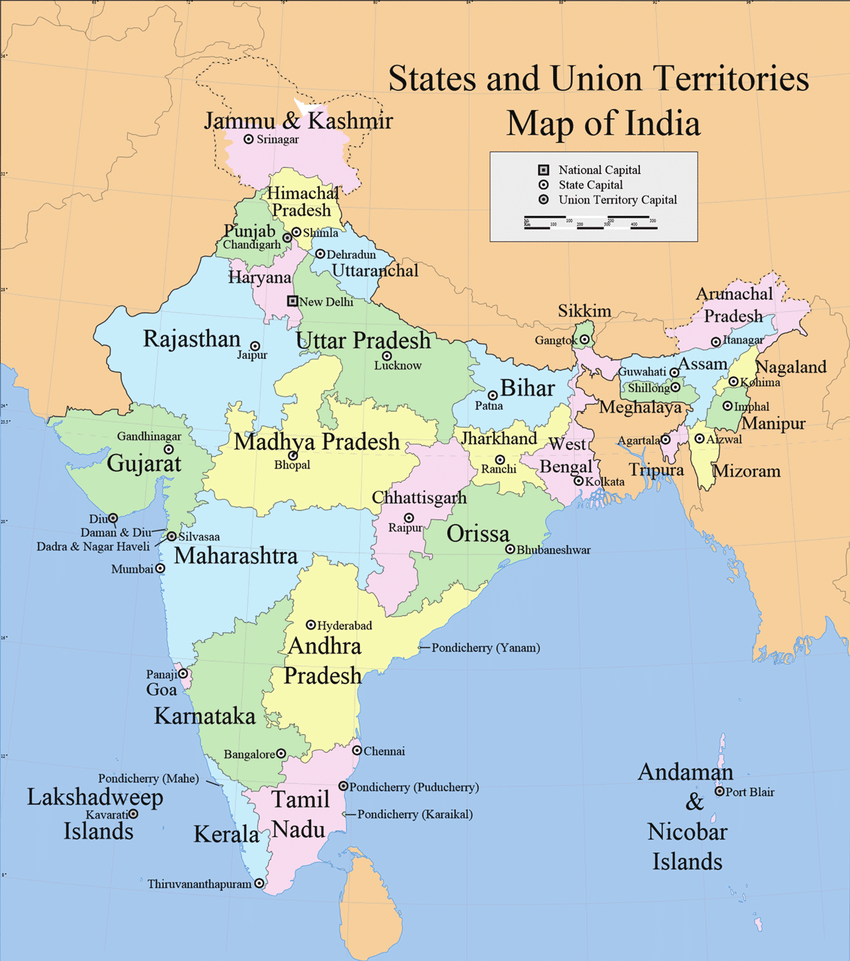 States and Union Territories
Map of India
National Capital
State Capital
Union Territory Capital
Jammu & Kashmir
Srinagar
Himachal
Pradesh
Shimla
Punjab
Chandigarh
Dehradun
Uttaranchal
Haryana
New Delhi
Rajasthan
Jaipur
Uttar Pradesh
Lucknow
Sikkim
Gangtok
Arunachal
Pradesh
Itanagar
Assam
Guwahati
Shillong
Meghalaya
Nagaland
Kohima
Imphal
Manipur
Agartala
Aizwal
Tripura
Mizoram
Bihar
Patna
Gandhinagar
Gujarat
Madhya Pradesh
Bhopal
Jharkhand
Ranchi
West
Bengal
Kolkata
Chhattisgarh
Raipur
Orissa
Bhubaneshwar
Diu
Daman & Diu
Dadra & Nagar Haveli
Silvasaa
Mumbai
Maharashtra
Hyderabad
Andhra
Pradesh
Pondicherry (Yanam)
Panaji
Goa
Karnataka
Bangalore
Chennai
Pondicherry (Mahe)
Pondicherry (Puducherry)
Pondicherry (Karaikal)
Lakshadweep
Kavarati
Islands
Kerala
Tamil
Nadu
Thiruvananthapuram
Andaman
&
Nicobar
Islands
Port Blair